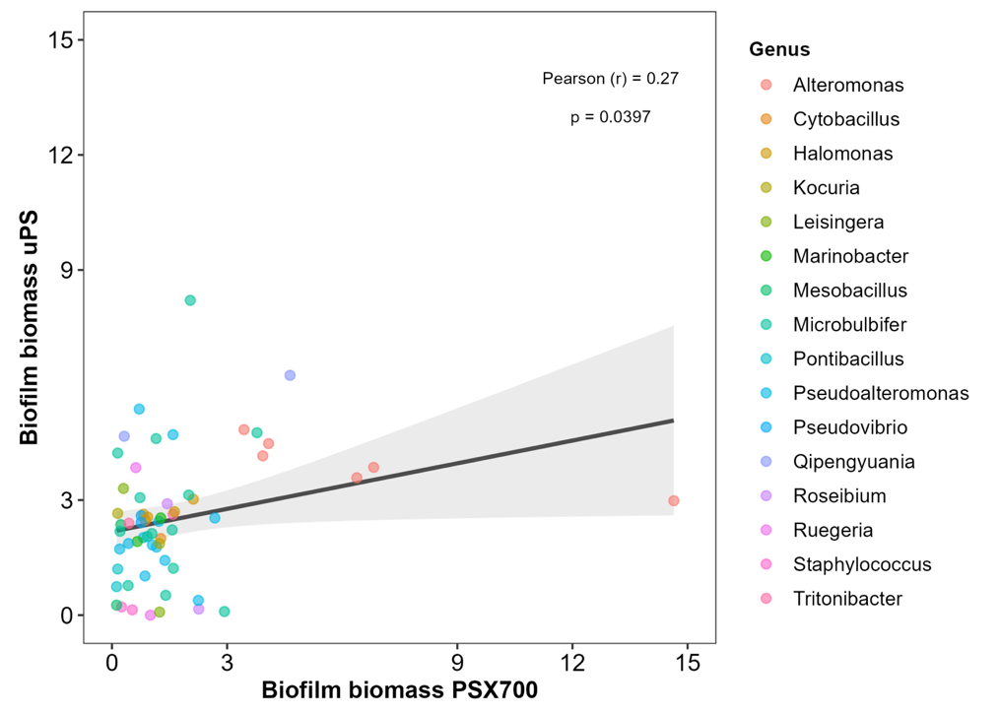 15
12
9
3
0
0
3
9
12
15
Biofilm biomass uPS
Biofilm biomass PSX700
Pearson (r) = 0.27
p = 0.0397
Genus
Alteromonas
Cytobacillus
Halomonas
Kocuria
Leisingera
Marinobacter
Mesobacillus
Microbulbifer
Pontibacillus
Pseudoalteromonas
Pseudovibrio
Qipengyuania
Roseibium
Ruegeria
Staphylococcus
Tritonibacter